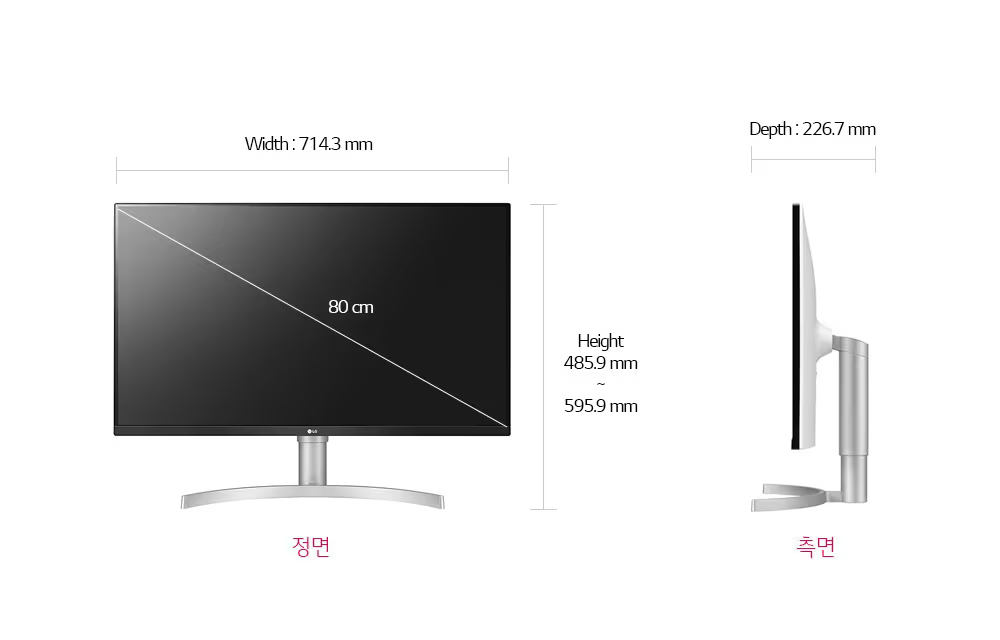 Width : 714.3 mm
Depth : 226.7 mm
80 cm
Height
485.9 mm
~
595.9 mm
LG
정면
측면